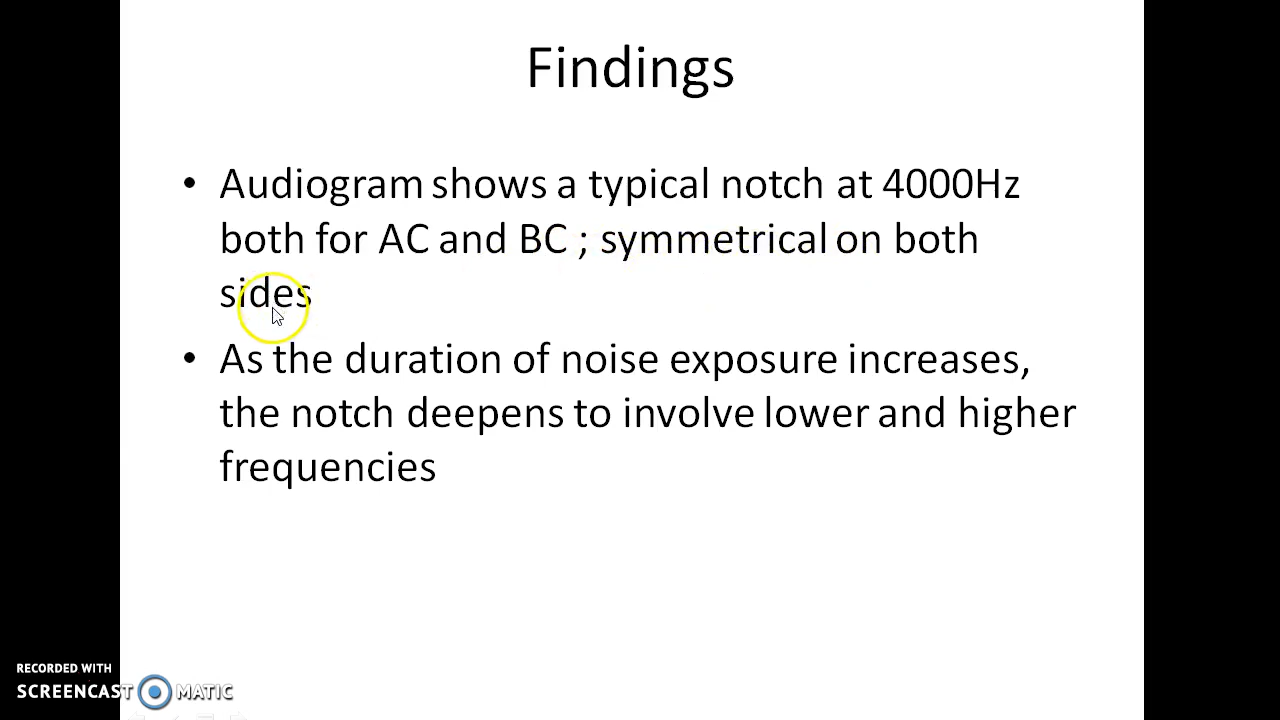 Findings
• Audiogram shows a typical notch at 4000Hz
both for AC and BC ; symmetrical on both
sides
• As the duration of noise exposure increases,
the notch deepens to involve lower and higher
frequencies
RECORDED WITH
SCREENCAST MATIC